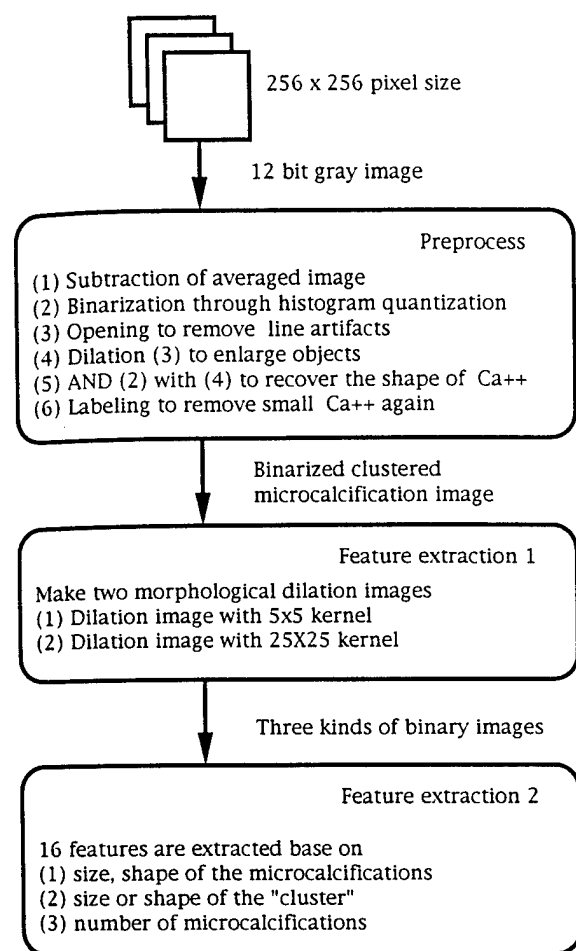 256 x 256 pixel size
12 bit gray image
Preprocess
(1) Subtraction of averaged image
(2) Binarization through histogram quantization
(3) Opening to remove line artifacts
(4) Dilation (3) to enlarge objects
(5) AND (2) with (4) to recover the shape of Ca++
(6) Labeling to remove small Ca++ again
Binarized clustered
microcalcification image
Feature extraction 1
Make two morphological dilation images
(1) Dilation image with 5x5 kernel
(2) Dilation image with 25X25 kernel
Three kinds of binary images
Feature extraction 2
16 features are extracted base on
(1) size, shape of the microcalcifications
(2) size or shape of the "cluster"
(3) number of microcalcifications